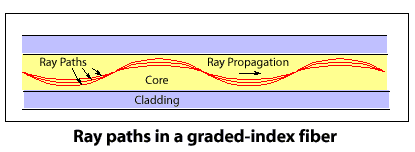 Ray Paths
Ray Propagation
Core
Cladding
Ray paths in a graded-index fiber